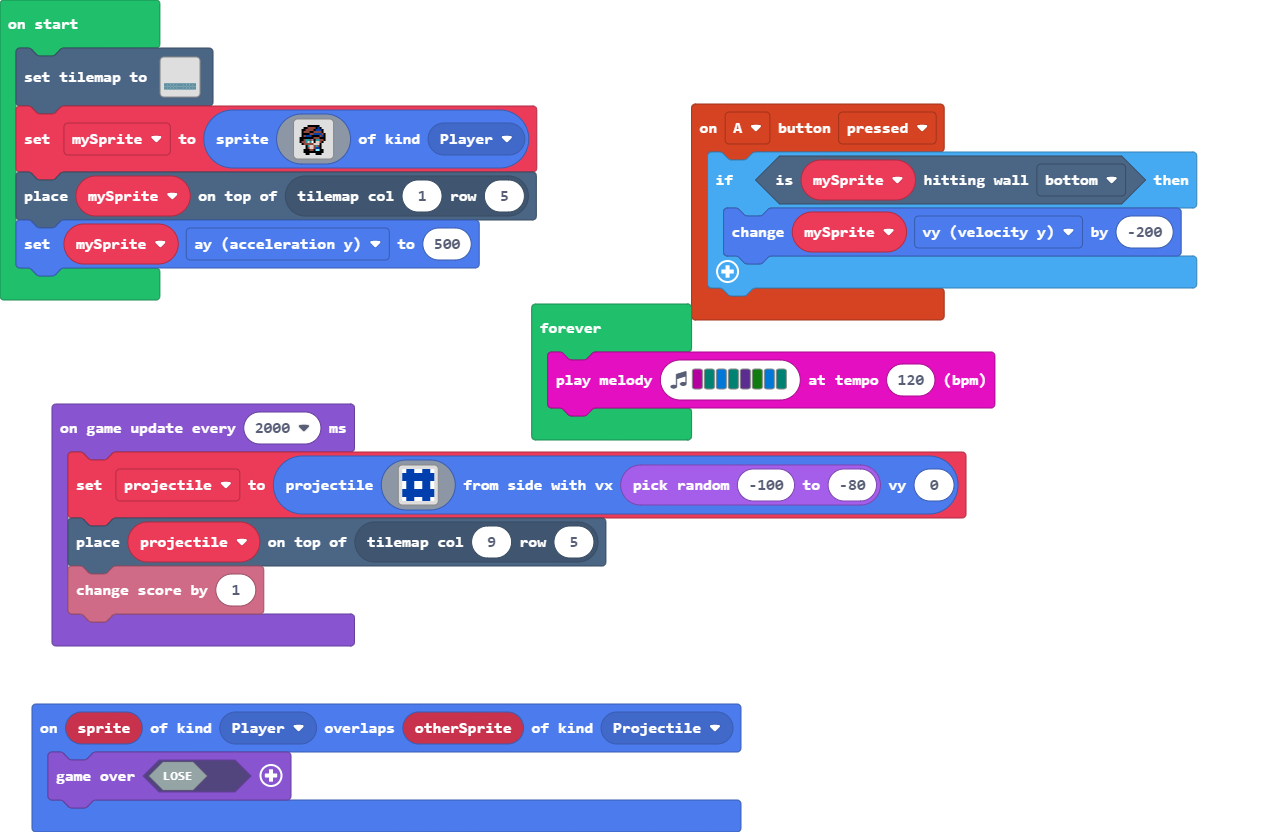 on start
set tilemap to
set mySprite to sprite of kind Player
place mySprite on top of tilemap col 1 row 5
set mySprite ay (acceleration y) to 500
on A button pressed
if is mySprite hitting wall bottom then
change mySprite vy (velocity y) by -200
forever
play melody at tempo 120 (bpm)
on game update every 2000 ms
set projectile to projectile from side with vx pick random -100 to -80 vy 0
place projectile on top of tilemap col 9 row 5
change score by 1
on sprite of kind Player overlaps otherSprite of kind Projectile
game over LOSE